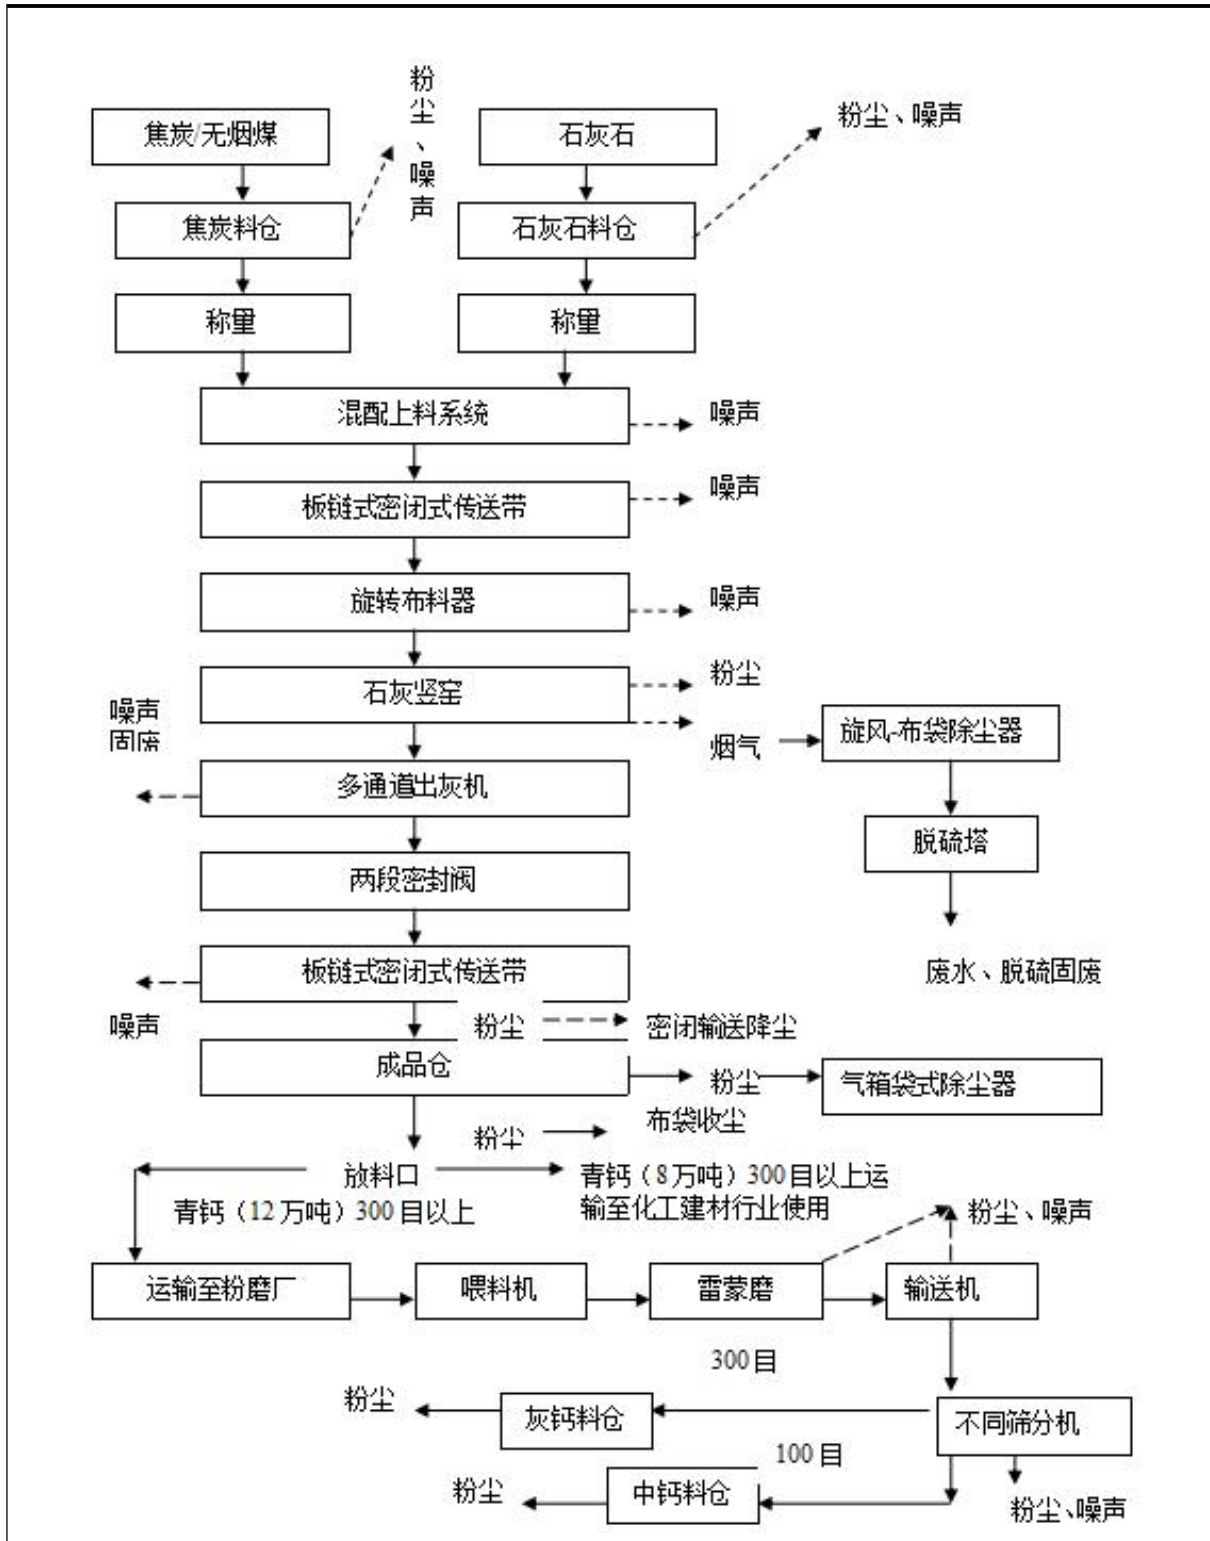 粉尘、噪声
粉尘、噪声
焦炭/无烟煤
石灰石
焦炭料仓
石灰石料仓
称量
称量
混配上料系统
噪声
板链式密闭式传送带
噪声
旋转布料器
噪声
石灰竖窑
粉尘
噪声
固废
烟气
旋风-布袋除尘器
多通道出灰机
脱硫塔
两段密封阀
板链式密闭式传送带
废水、脱硫固废
噪声
粉尘
密闭输送降尘
成品仓
粉尘
气箱袋式除尘器
布袋收尘
粉尘
放料口
青钙（8万吨）300目以上运
输至化工建材行业使用
青钙（12万吨）300目以上
粉尘、噪声
运输至粉磨厂
喂料机
雷蒙磨
输送机
300目
粉尘
灰钙料仓
不同筛分机
100目
粉尘
中钙料仓
粉尘、噪声